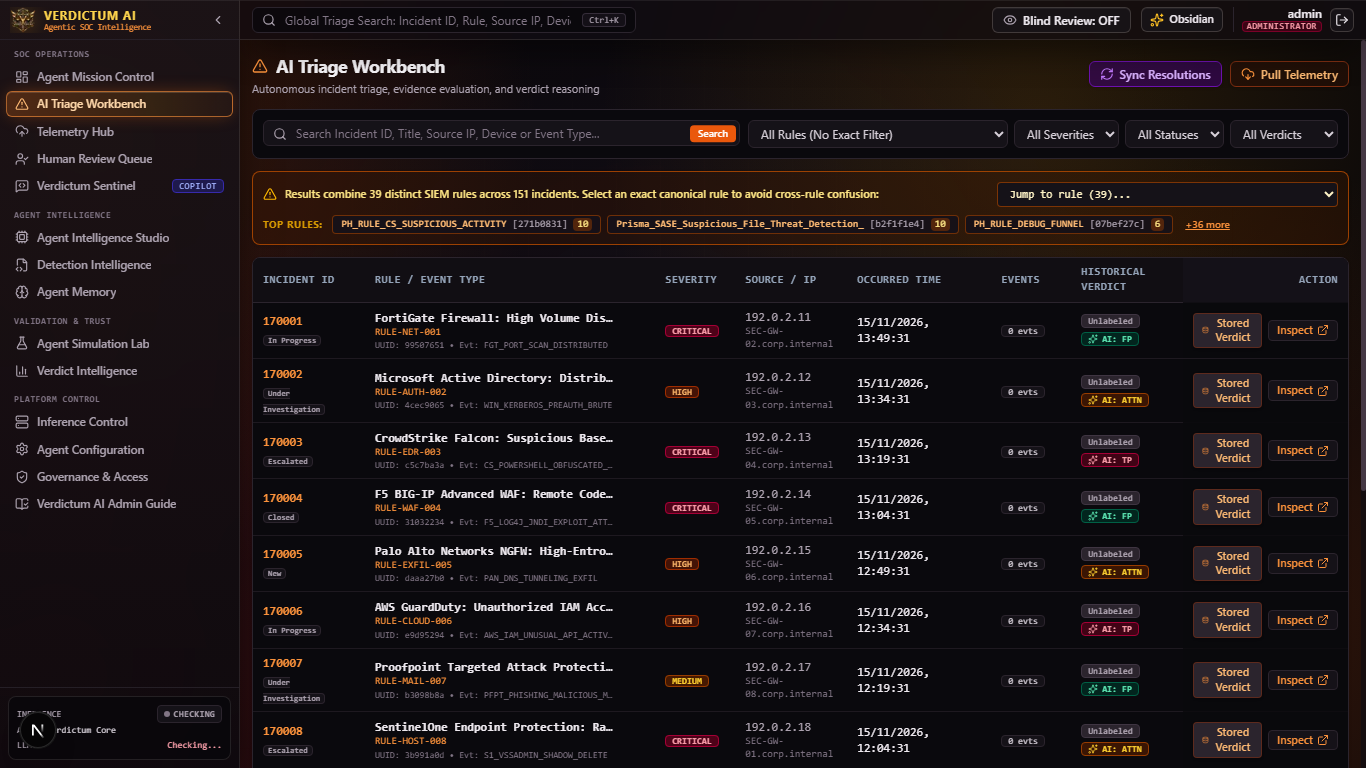 VERDICTUM AI
Agentic SOC Intelligence
Global Triage Search: Incident ID, Rule, Source IP, Devi
Ctrl+K
Blind Review: OFF
Obsidian
admin
ADMINISTRATOR
SOC OPERATIONS
Agent Mission Control
AI Triage Workbench
Telemetry Hub
Human Review Queue
Verdictum Sentinel COPILOT
AGENT INTELLIGENCE
Agent Intelligence Studio
Detection Intelligence
Agent Memory
VALIDATION & TRUST
Agent Simulation Lab
Verdict Intelligence
PLATFORM CONTROL
Inference Control
Agent Configuration
Governance & Access
Verdictum AI Admin Guide
CHECKING
N
rdictum Core
Checking...
AI Triage Workbench
Autonomous incident triage, evidence evaluation, and verdict reasoning
Sync Resolutions
Pull Telemetry
Search Incident ID, Title, Source IP, Device or Event Type...
Search
All Rules (No Exact Filter)
All Severities
All Statuses
All Verdicts
Results combine 39 distinct SIEM rules across 151 incidents. Select an exact canonical rule to avoid cross-rule confusion:
Jump to rule (39)...
TOP RULES: PH_RULE_CS_SUSPICIOUS_ACTIVITY [271b0831] 10 Prisma_SASE_Suspicious_File_Threat_Detection_ [b2f1f1e4] 10 PH_RULE_DEBUG_FUNNEL [07bef27c] 6 +36 more
INCIDENT ID RULE / EVENT TYPE SEVERITY SOURCE / IP OCCURRED TIME EVENTS HISTORICAL VERDICT ACTION
170001
In Progress
FortiGate Firewall: High Volume Dis…
RULE-NET-001
UUID: 99507651 • Evt: FGT_PORT_SCAN_DISTRIBUTED
CRITICAL
192.0.2.11
SEC-GW-
02.corp.internal
15/11/2026,
13:49:31
0 evts
Unlabeled
AI: FP
Stored Verdict
Inspect
170002
Under
Investigation
Microsoft Active Directory: Distrib…
RULE-AUTH-002
UUID: 4cec9065 • Evt: WIN_KERBEROS_PREAUTH_BRUTE
HIGH
192.0.2.12
SEC-GW-
03.corp.internal
15/11/2026,
13:34:31
0 evts
Unlabeled
AI: ATTN
Stored Verdict
Inspect
170003
Escalated
CrowdStrike Falcon: Suspicious Base…
RULE-EDR-003
UUID: c5c7ba3a • Evt: CS_POWERSHELL_OBFUSCATED_…
CRITICAL
192.0.2.13
SEC-GW-
04.corp.internal
15/11/2026,
13:19:31
0 evts
Unlabeled
AI: TP
Stored Verdict
Inspect
170004
Closed
F5 BIG-IP Advanced WAF: Remote Code…
RULE-WAF-004
UUID: 31032234 • Evt: F5_LOG4J_JNDI_EXPLOIT_ATT…
CRITICAL
192.0.2.14
SEC-GW-
05.corp.internal
15/11/2026,
13:04:31
0 evts
Unlabeled
AI: FP
Stored Verdict
Inspect
170005
New
Palo Alto Networks NGFW: High-Entro…
RULE-EXFIL-005
UUID: daaa27b0 • Evt: PAN_DNS_TUNNELING_EXFIL
HIGH
192.0.2.15
SEC-GW-
06.corp.internal
15/11/2026,
12:49:31
0 evts
Unlabeled
AI: ATTN
Stored Verdict
Inspect
170006
In Progress
AWS GuardDuty: Unauthorized IAM Acc…
RULE-CLOUD-006
UUID: e9d95294 • Evt: AWS_IAM_UNUSUAL_API_ACTIV…
HIGH
192.0.2.16
SEC-GW-
07.corp.internal
15/11/2026,
12:34:31
0 evts
Unlabeled
AI: TP
Stored Verdict
Inspect
170007
Under
Investigation
Proofpoint Targeted Attack Protecti…
RULE-MAIL-007
UUID: b3098b8a • Evt: PFPT_PHISHING_MALICIOUS_M…
MEDIUM
192.0.2.17
SEC-GW-
08.corp.internal
15/11/2026,
12:19:31
0 evts
Unlabeled
AI: FP
Stored Verdict
Inspect
170008
Escalated
SentinelOne Endpoint Protection: Ra…
RULE-HOST-008
UUID: 3b991a0d • Evt: S1_VSSADMIN_SHADOW_DELETE
CRITICAL
192.0.2.18
SEC-GW-
01.corp.internal
15/11/2026,
12:04:31
0 evts
Unlabeled
AI: ATTN
Stored Verdict
Inspect